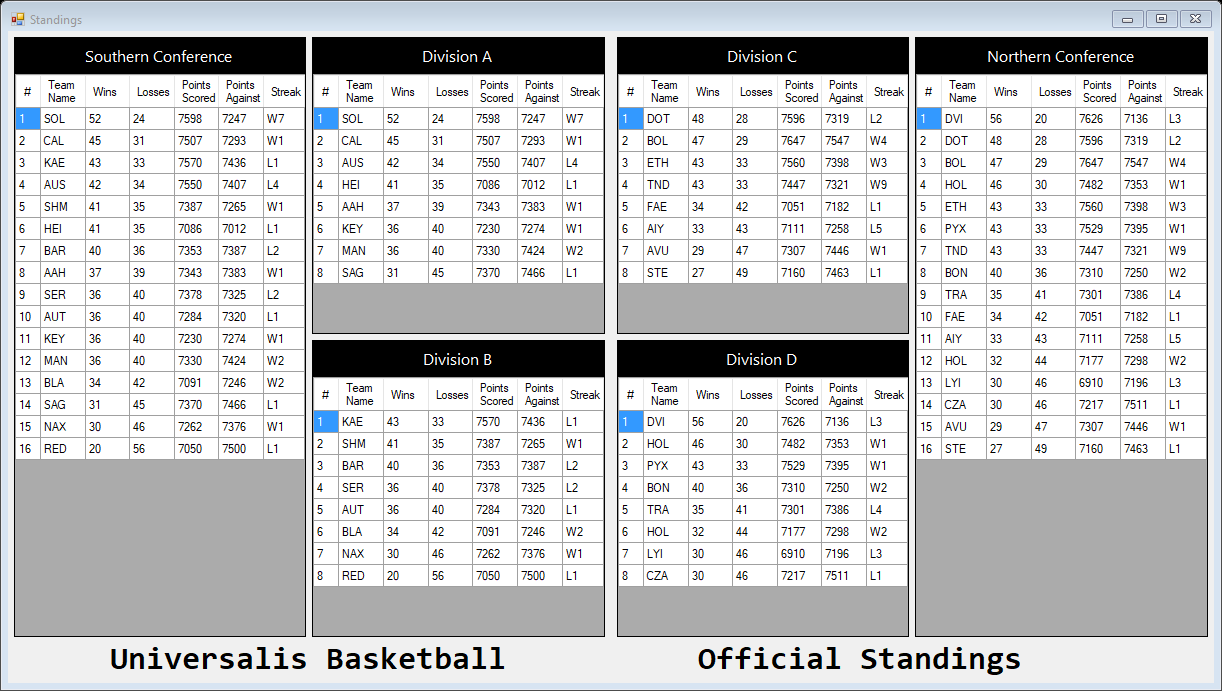 Standings
Southern Conference
# Team Name Wins Losses Points Scored Points Against Streak
1 SOL 52 24 7598 7247 W7
2 CAL 45 31 7507 7293 W1
3 KAE 43 33 7570 7436 L1
4 AUS 42 34 7550 7407 L4
5 SHM 41 35 7387 7265 W1
6 HEI 41 35 7086 7012 L1
7 BAR 40 36 7353 7387 L2
8 AAH 37 39 7343 7383 W1
9 SER 36 40 7378 7325 L2
10 AUT 36 40 7284 7320 L1
11 KEY 36 40 7230 7274 W1
12 MAN 36 40 7330 7424 W2
13 BLA 34 42 7091 7246 W2
14 SAG 31 45 7370 7466 L1
15 NAX 30 46 7262 7376 W1
16 RED 20 56 7050 7500 L1
Division A
# Team Name Wins Losses Points Scored Points Against Streak
1 SOL 52 24 7598 7247 W7
2 CAL 45 31 7507 7293 W1
3 AUS 42 34 7550 7407 L4
4 HEI 41 35 7086 7012 L1
5 AAH 37 39 7343 7383 W1
6 KEY 36 40 7230 7274 W1
7 MAN 36 40 7330 7424 W2
8 SAG 31 45 7370 7466 L1
Division B
# Team Name Wins Losses Points Scored Points Against Streak
1 KAE 43 33 7570 7436 L1
2 SHM 41 35 7387 7265 W1
3 BAR 40 36 7353 7387 L2
4 SER 36 40 7378 7325 L2
5 AUT 36 40 7284 7320 L1
6 BLA 34 42 7091 7246 W2
7 NAX 30 46 7262 7376 W1
8 RED 20 56 7050 7500 L1
Division C
# Team Name Wins Losses Points Scored Points Against Streak
1 DOT 48 28 7596 7319 L2
2 BOL 47 29 7647 7547 W4
3 ETH 43 33 7560 7398 W3
4 TND 43 33 7447 7321 W9
5 FAE 34 42 7051 7182 L1
6 AIY 33 43 7111 7258 L5
7 AVU 29 47 7307 7446 W1
8 STE 27 49 7160 7463 L1
Division D
# Team Name Wins Losses Points Scored Points Against Streak
1 DVI 56 20 7626 7136 L3
2 HOL 46 30 7482 7353 W1
3 PYX 43 33 7529 7395 W1
4 BON 40 36 7310 7250 W2
5 TRA 35 41 7301 7386 L4
6 HOL 32 44 7177 7298 W2
7 LYI 30 46 6910 7196 L3
8 CZA 30 46 7217 7511 L1
Northern Conference
# Team Name Wins Losses Points Scored Points Against Streak
1 DVI 56 20 7626 7136 L3
2 DOT 48 28 7596 7319 L2
3 BOL 47 29 7647 7547 W4
4 HOL 46 30 7482 7353 W1
5 ETH 43 33 7560 7398 W3
6 PYX 43 33 7529 7395 W1
7 TND 43 33 7447 7321 W9
8 BON 40 36 7310 7250 W2
9 TRA 35 41 7301 7386 L4
10 FAE 34 42 7051 7182 L1
11 AIY 33 43 7111 7258 L5
12 HOL 32 44 7177 7298 W2
13 LYI 30 46 6910 7196 L3
14 CZA 30 46 7217 7511 L1
15 AVU 29 47 7307 7446 W1
16 STE 27 49 7160 7463 L1
Universalis Basketball Official Standings